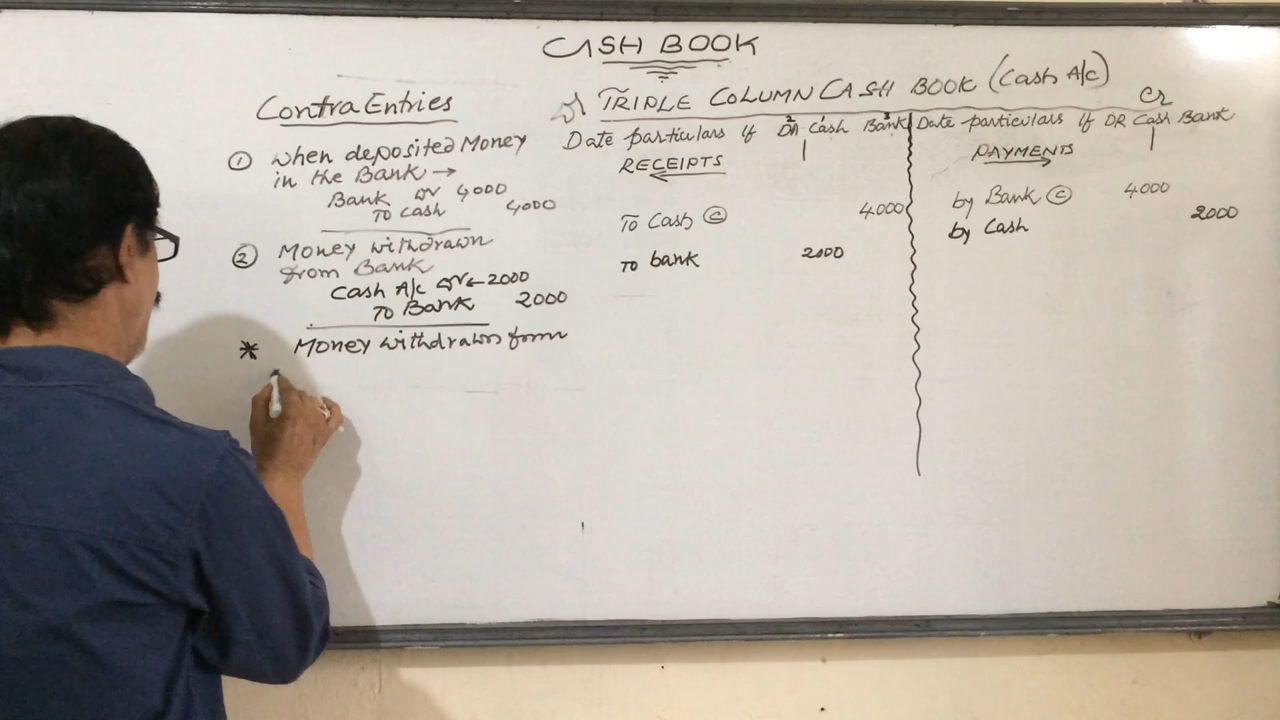 CASH BOOK
Contra Entries
① When deposited Money
in the Bank →
Bank Dr 4000
To Cash 4000
② Money withdrawn
from Bank
Cash A/c Dr ← 2000
To Bank 2000
* Money withdrawn form
TRIPLE COLUMN CASH BOOK (Cash A/c)
Cr
Date particulars lf Cash Bank
RECEIPTS
To Cash © 4000
To bank 2000
Date particulars lf DR Cash Bank
PAYMENTS
by Bank © 4000
by Cash 2000